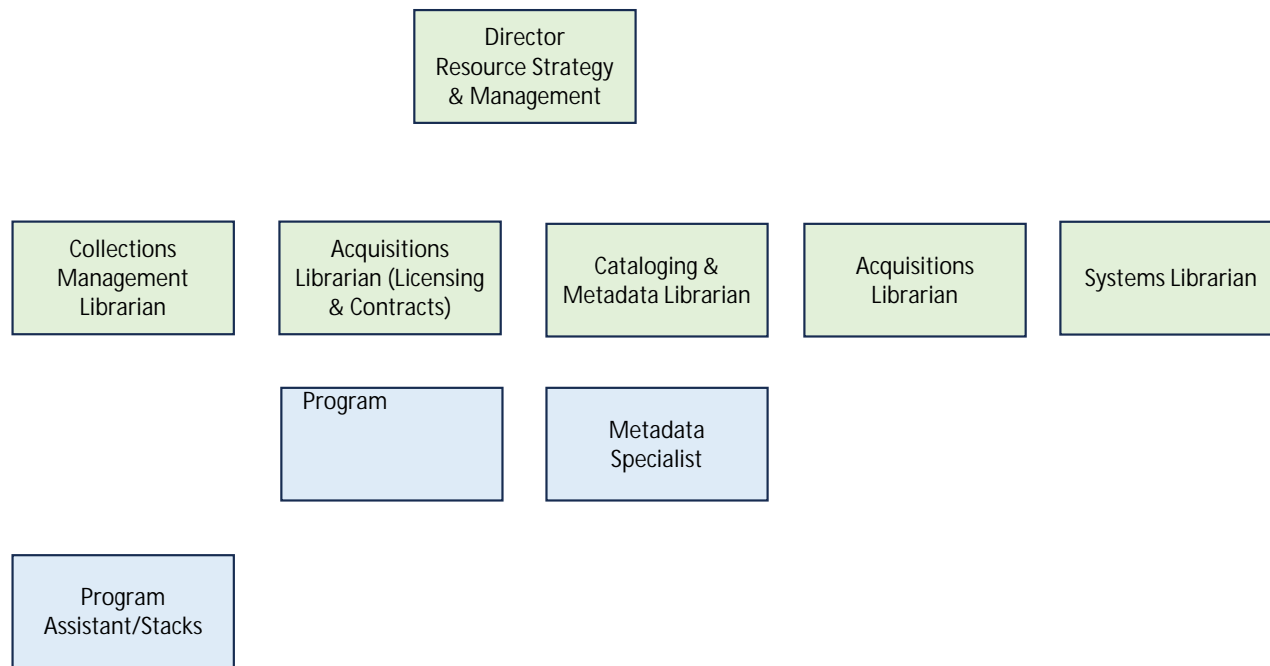 Director
Resource Strategy
& Management
Collections
Management
Librarian
Acquisitions
Librarian (Licensing
& Contracts)
Cataloging &
Metadata Librarian
Acquisitions
Librarian
Systems Librarian
Program
Metadata
Specialist
Program
Assistant/Stacks